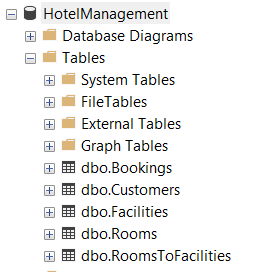 HotelManagement
Database Diagrams
Tables
System Tables
FileTables
External Tables
Graph Tables
dbo.Bookings
dbo.Customers
dbo.Facilities
dbo.Rooms
dbo.RoomsToFacilities